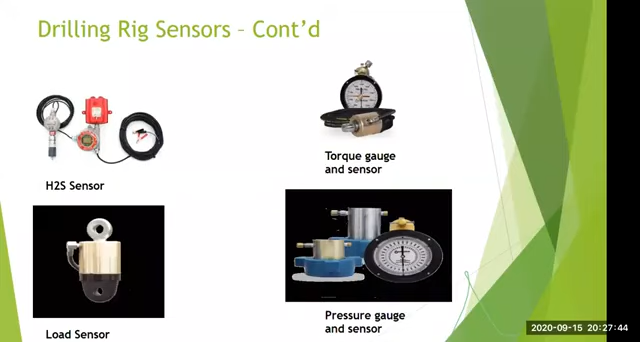 Drilling Rig Sensors – Cont’d
H2S Sensor
Torque gauge
and sensor
Load Sensor
Pressure gauge
and sensor
2020-09-15 20:27:44